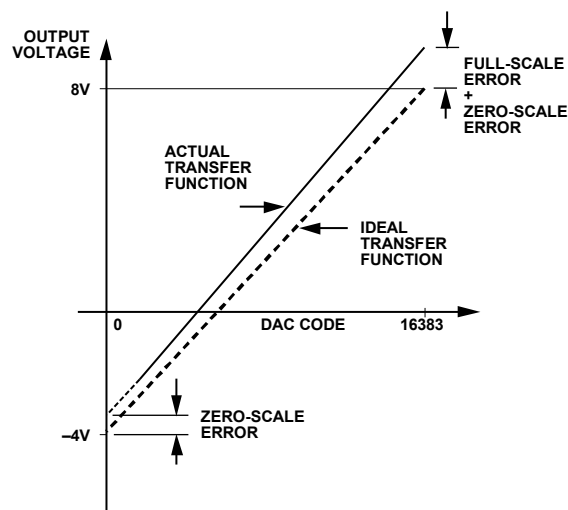 OUTPUT
VOLTAGE
8V
FULL-SCALE
ERROR
+
ZERO-SCALE
ERROR
ACTUAL
TRANSFER
FUNCTION
IDEAL
TRANSFER
FUNCTION
0
DAC CODE
16383
ZERO-SCALE
ERROR
–4V